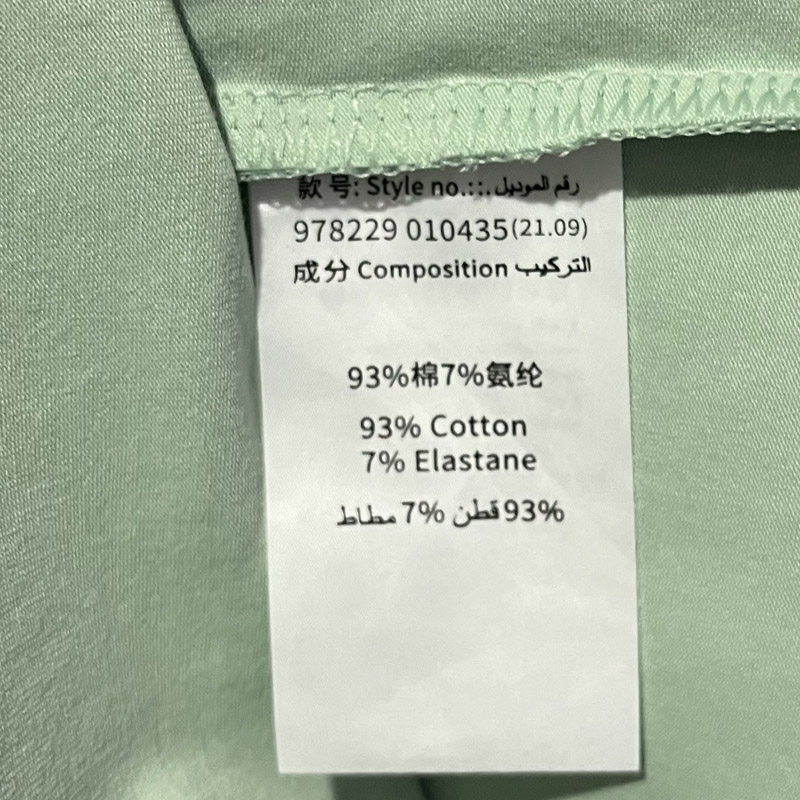 款 号: Style no.::. رقم الموديل
978229 010435(21.09)
成分 Composition التركيب
93%棉7%氨纶
93% Cotton
7% Elastane
93% قطن 7% مطاط